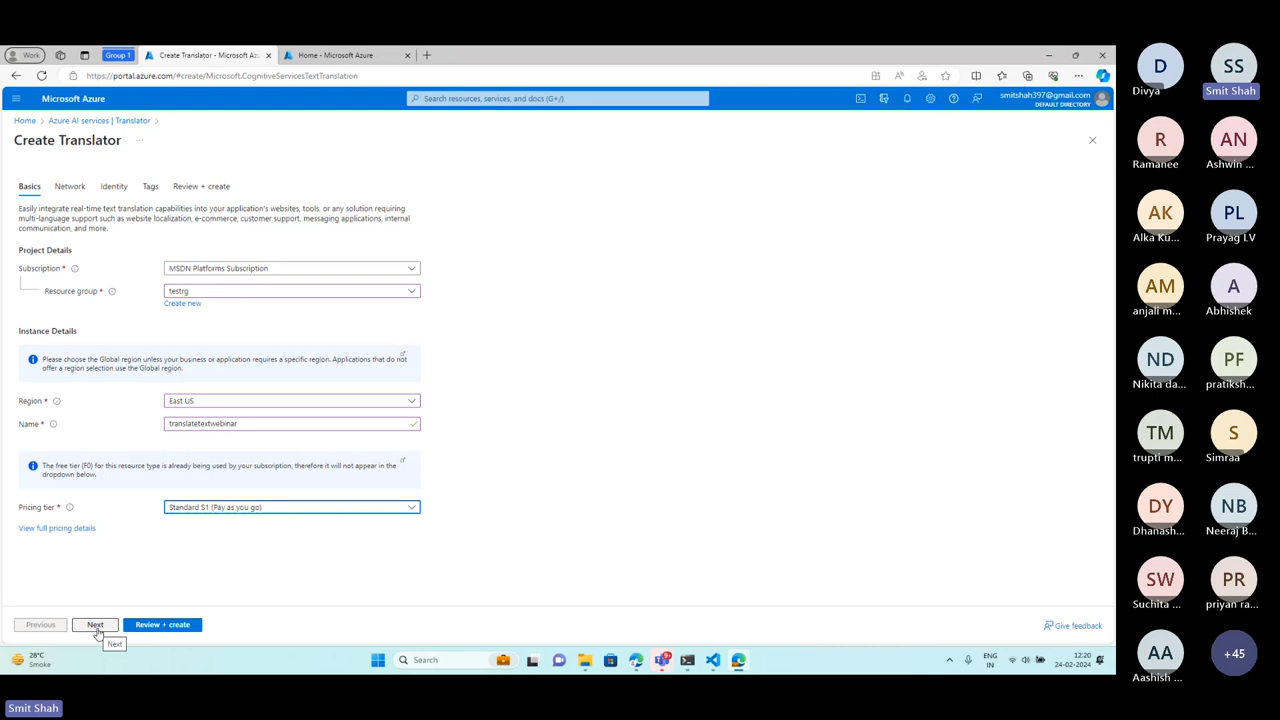 Work
Group 1
Create Translator - Microsoft Az
Home - Microsoft Azure
https://portal.azure.com/#create/Microsoft.CognitiveServicesTextTranslation
Microsoft Azure
Search resources, services, and docs (G+/)
smitshah397@gmail.com
DEFAULT DIRECTORY
Home > Azure AI services | Translator >
Create Translator ...
Basics Network Identity Tags Review + create
Easily integrate real-time text translation capabilities into your application's websites, tools, or any solution requiring
multi-language support such as website localization, e-commerce, customer support, messaging applications, internal
communication, and more.
Project Details
Subscription * MSDN Platforms Subscription
Resource group * testrg
Create new
Instance Details
Please choose the Global region unless your business or application requires a specific region. Applications that do not
offer a region selection use the Global region.
Region * East US
Name * translatetextwebinar
The free tier (F0) for this resource type is already being used by your subscription, therefore it will not appear in the
dropdown below.
Pricing tier * Standard S1 (Pay as you go)
View full pricing details
Previous Next Review + create
Next
Give feedback
28°C
Smoke
Search
ENG
IN
12:20
24-02-2024
Smit Shah
D
Divya
SS
Smit Shah
R
Ramanee
AN
Ashwin ...
AK
Alka Ku...
PL
Prayag LV
AM
anjali m...
A
Abhishek
ND
Nikita da...
PF
pratiksh...
TM
trupti m...
S
Simraa
DY
Dhanash...
NB
Neeraj B...
SW
Suchita ...
PR
priyan ra...
AA
Aashish ...
+45